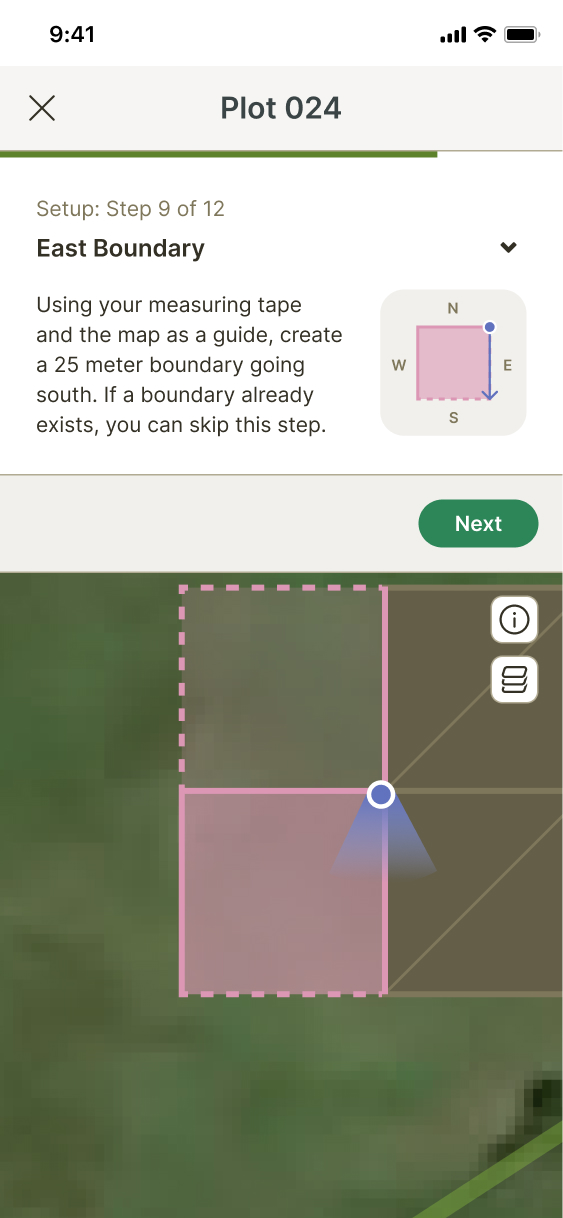 9:41
Plot 024
Setup: Step 9 of 12
East Boundary
Using your measuring tape
and the map as a guide, create
a 25 meter boundary going
south. If a boundary already
exists, you can skip this step.
N
W
E
S
Next